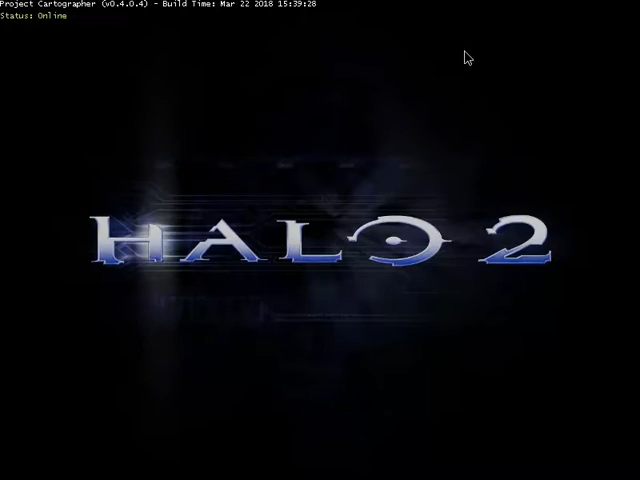 Project Cartographer (v0.4.0.4) - Build Time: Mar 22 2018 15:39:28
Status: Online
HALO 2